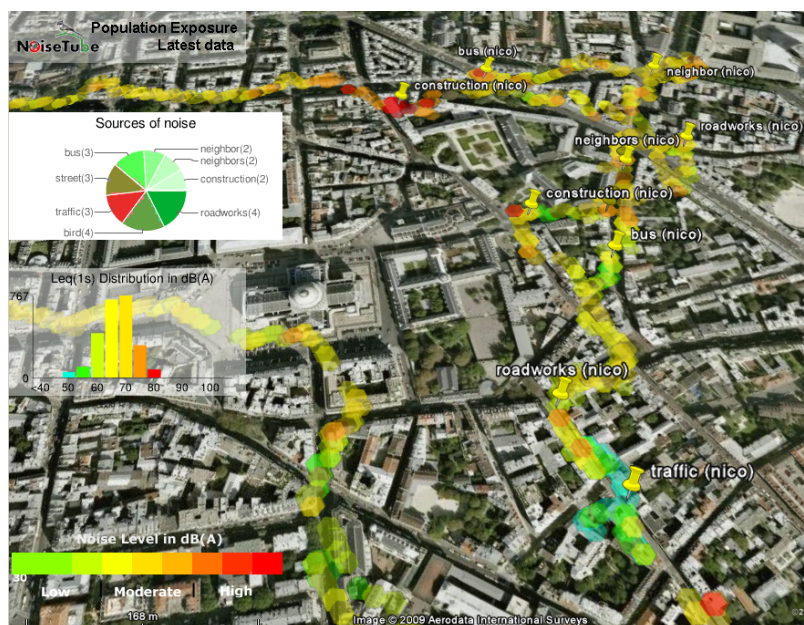 NoiseTube
Population Exposure
Latest data
bus (nico)
neighbor (nico)
construction (nico)
roadworks (nico)
neighbors (nico)
Sources of noise
bus(3)
neighbor(2)
neighbors(2)
street(3)
construction(2)
traffic(3)
roadworks(4)
bird(4)
construction (nico)
bus (nico)
Leq(1s) Distribution in dB(A)
767
0
<40 50 60 70 80 90 100
roadworks (nico)
traffic (nico)
Noise Level in dB(A)
30
Low | Moderate | High
168 m
Image © 2009 Aerodata International Surveys